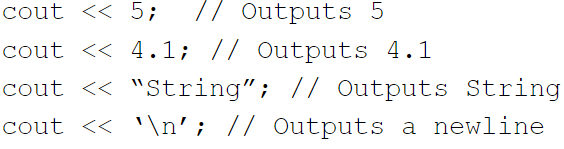 cout << 5;  // Outputs 5
cout << 4.1; // Outputs 4.1
cout << “String”; // Outputs String
cout << ‘\n’; // Outputs a newline